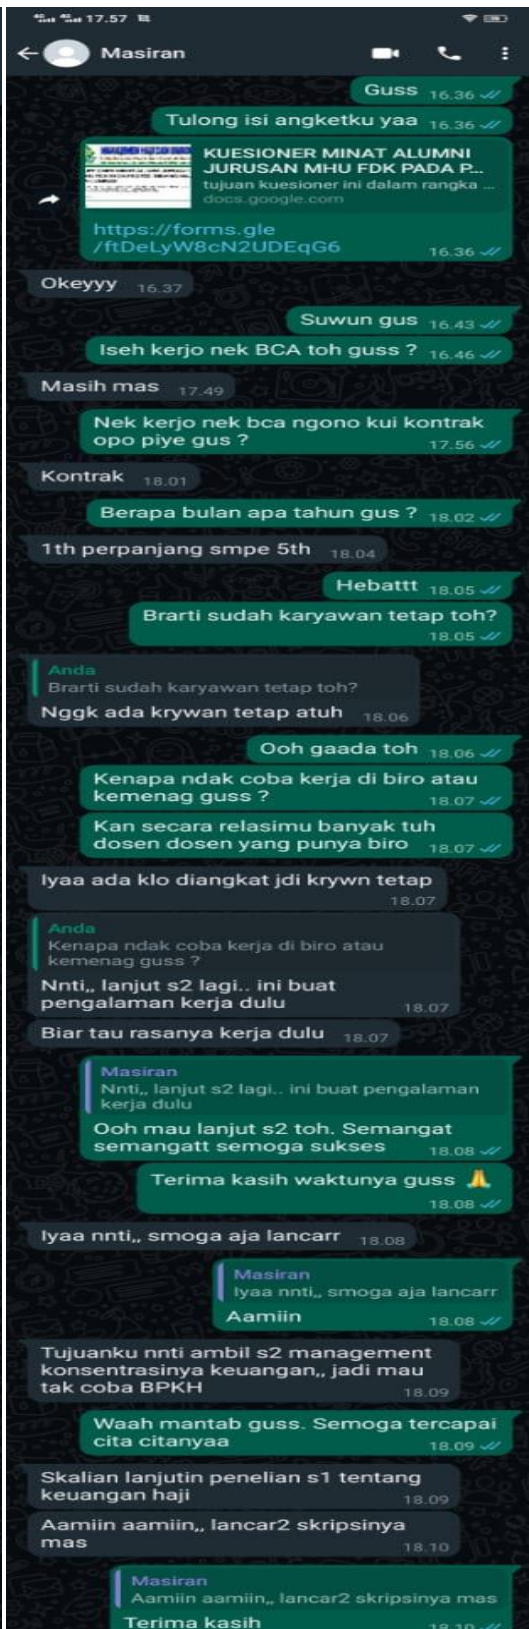 17.57
Masiran
Guss 16.36
Tulong isi angketku yaa 16.36
KUESIONER MINAT ALUMNI
JURUSAN MHU FDK PADA P...
tujuan kuesioner ini dalam rangka ...
docs.google.com
https://forms.gle
/ftDeLyW8cN2UDEqG6 16.36
Okeyyy 16.37
Suwun gus 16.43
Iseh kerjo nek BCA toh guss ? 16.46
Masih mas 17.49
Nek kerjo nek bca ngono kui kontrak
opo piye gus ? 17.56
Kontrak 18.01
Berapa bulan apa tahun gus ? 18.02
1th perpanjang smpe 5th 18.04
Hebattt 18.05
Brarti sudah karyawan tetap toh?
18.05
Anda
Brarti sudah karyawan tetap toh?
Nggk ada krywan tetap atuh 18.06
Ooh gaada toh 18.06
Kenapa ndak coba kerja di biro atau
kemenag guss ? 18.07
Kan secara relasimu banyak tuh
dosen dosen yang punya biro 18.07
Iyaa ada klo diangkat jdi krywn tetap
18.07
Anda
Kenapa ndak coba kerja di biro atau
kemenag guss ?
Nnti,, lanjut s2 lagi.. ini buat
pengalaman kerja dulu 18.07
Biar tau rasanya kerja dulu 18.07
Masiran
Nnti,, lanjut s2 lagi.. ini buat pengalaman
kerja dulu
Ooh mau lanjut s2 toh. Semangat
semangatt semoga sukses 18.08
Terima kasih waktunya guss 🙏
18.08
Iyaa nnti,, smoga aja lancarr 18.08
Masiran
Iyaa nnti,, smoga aja lancarr
Aamiin 18.08
Tujuanku nnti ambil s2 management
konsentrasinya keuangan,, jadi mau
tak coba BPKH 18.09
Waah mantab guss. Semoga tercapai
cita citanyaa 18.09
Skalian lanjutin penelian s1 tentang
keuangan haji 18.09
Aamiin aamiin,, lancar2 skripsinya
mas 18.10
Masiran
Aamiin aamiin,, lancar2 skripsinya mas
Terima kasih 18.10